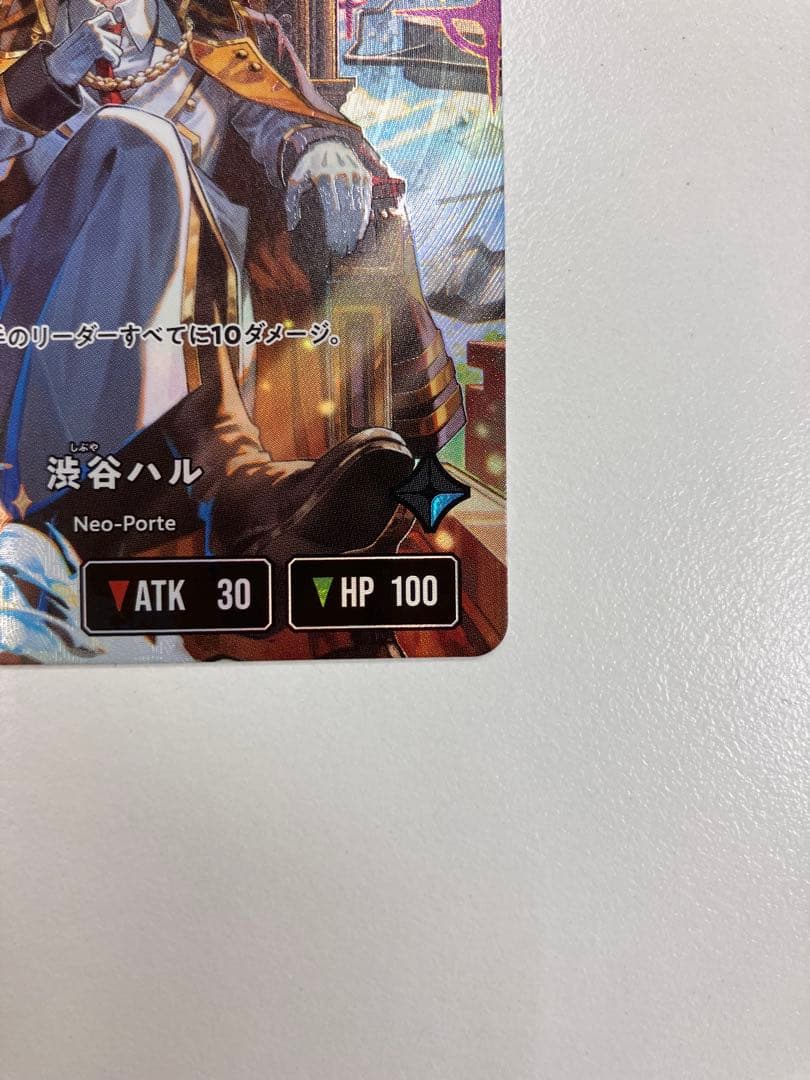 のリーダーすべてに10ダメージ。
しぶや
渋谷ハル
Neo-Porte
ATK 30
HP 100